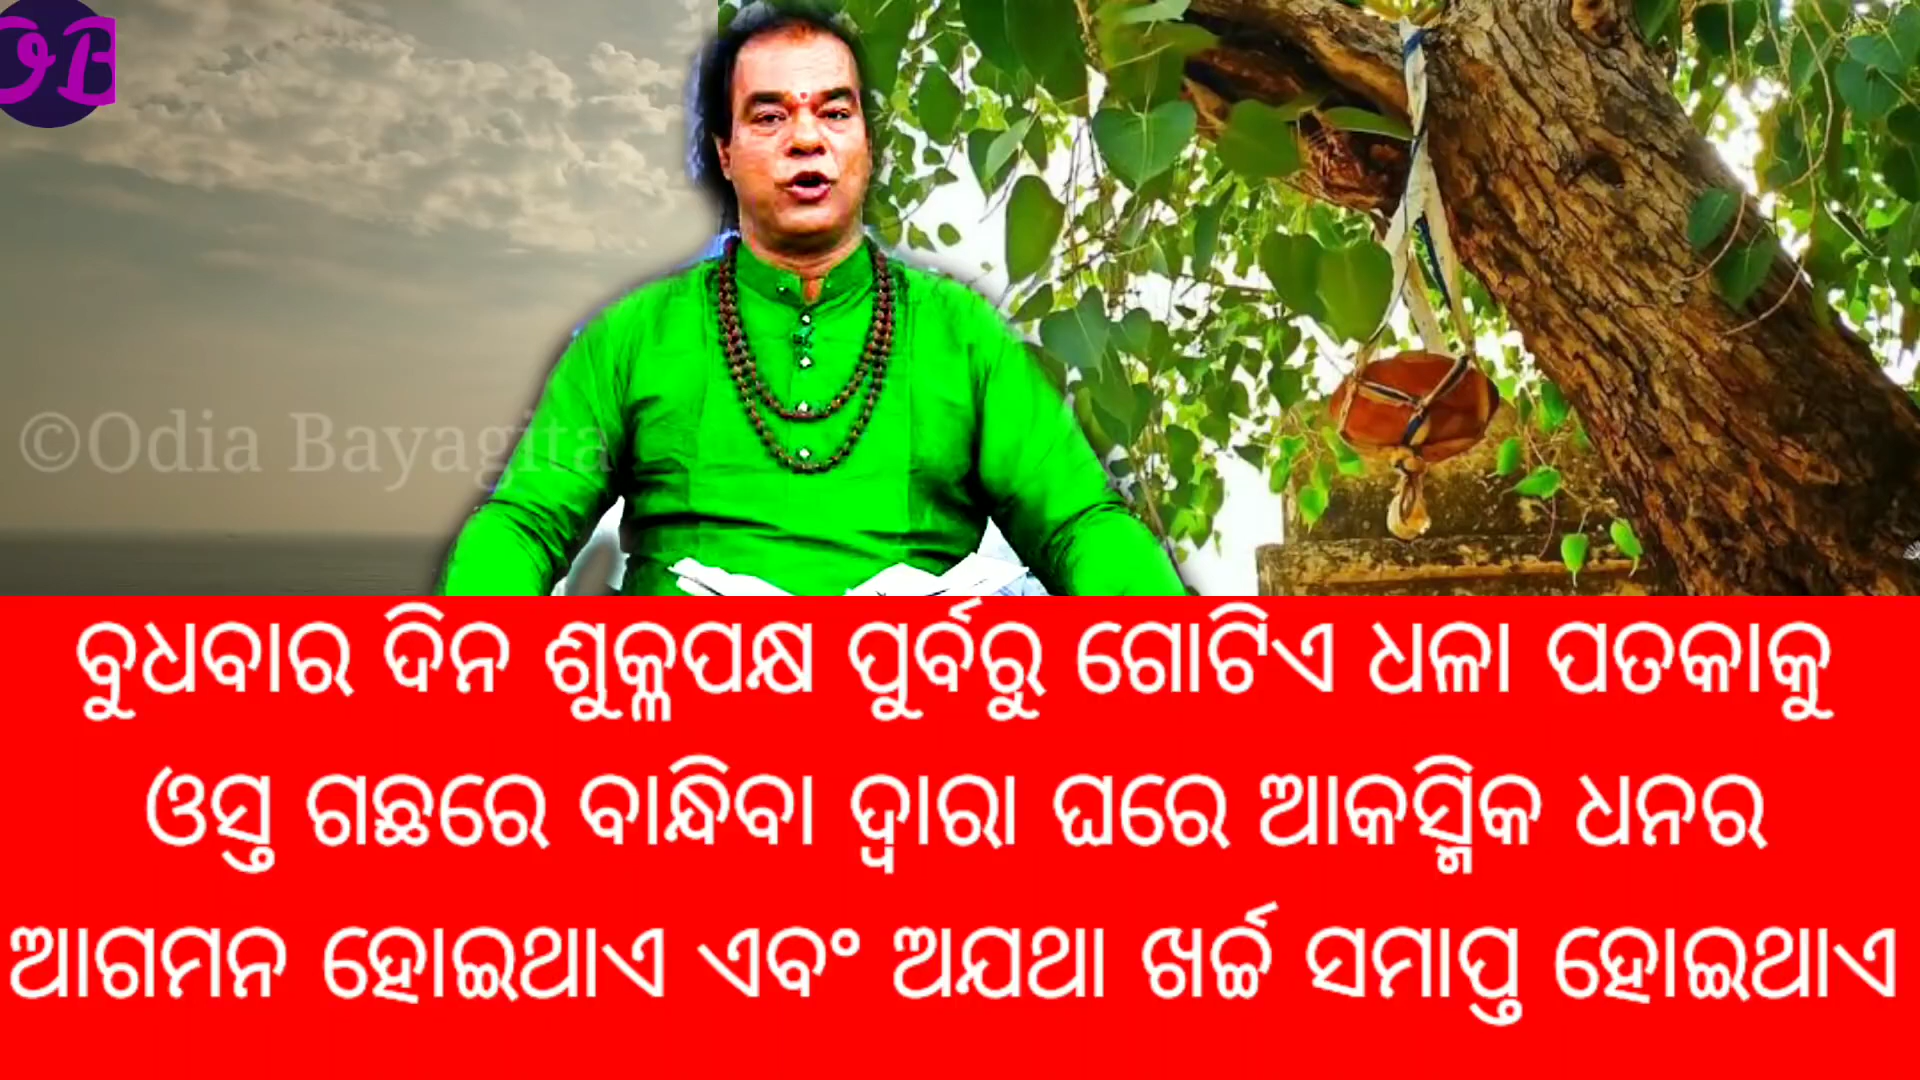 OB
©Odia Bayagita
ବୁଧବାର ଦିନ ଶୁକ୍ଳପକ୍ଷ ପୁର୍ବରୁ ଗୋଟିଏ ଧଳା ପତକାକୁ
ଓସ୍ତ ଗଛରେ ବାନ୍ଧିବା ଦ୍ୱାରା ଘରେ ଆକସ୍ମିକ ଧନର
ଆଗମନ ହୋଇଥାଏ ଏବଂ ଅଯଥା ଖର୍ଚ୍ଚ ସମାପ୍ତ ହୋଇଥାଏ